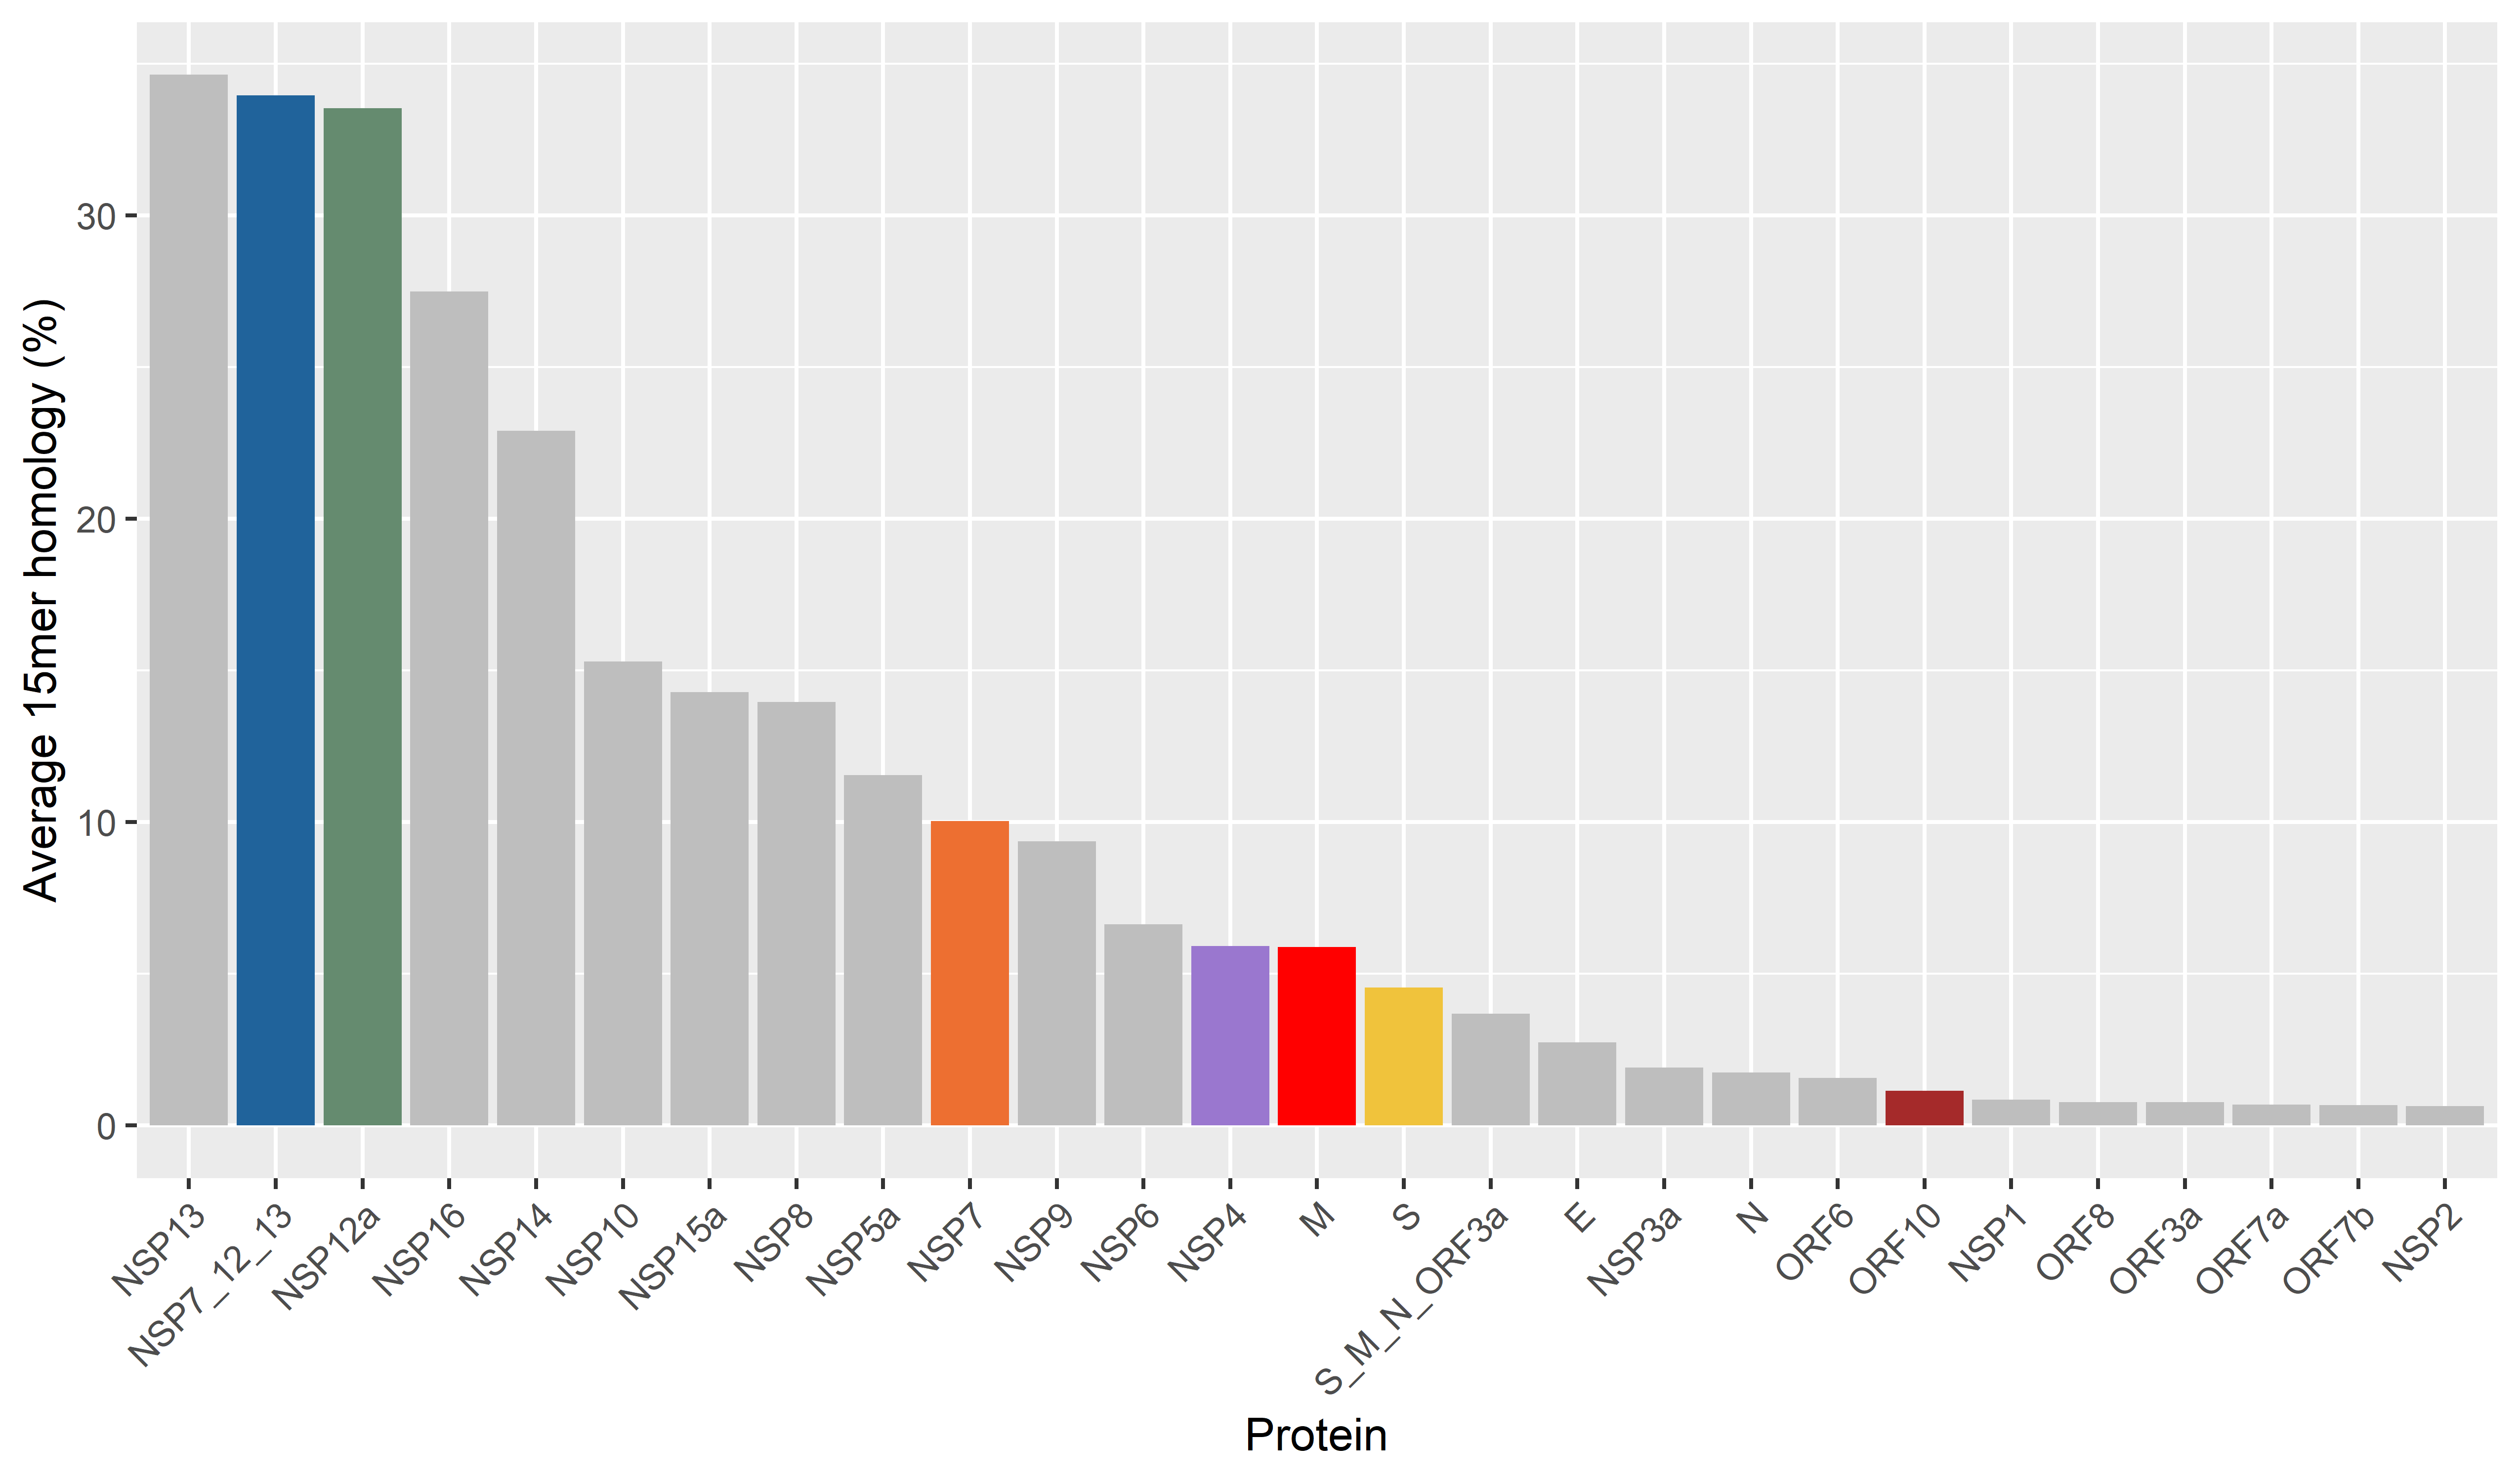 Average 15mer homology (%)
30
20
10
0
NSP13
NSP7_12_13
NSP12a
NSP16
NSP14
NSP10
NSP15a
NSP8
NSP5a
NSP7
NSP9
NSP6
NSP4
M
S
S_M_N_ORF3a
E
NSP3a
N
ORF6
ORF10
NSP1
ORF8
ORF3a
ORF7a
ORF7b
NSP2
Protein